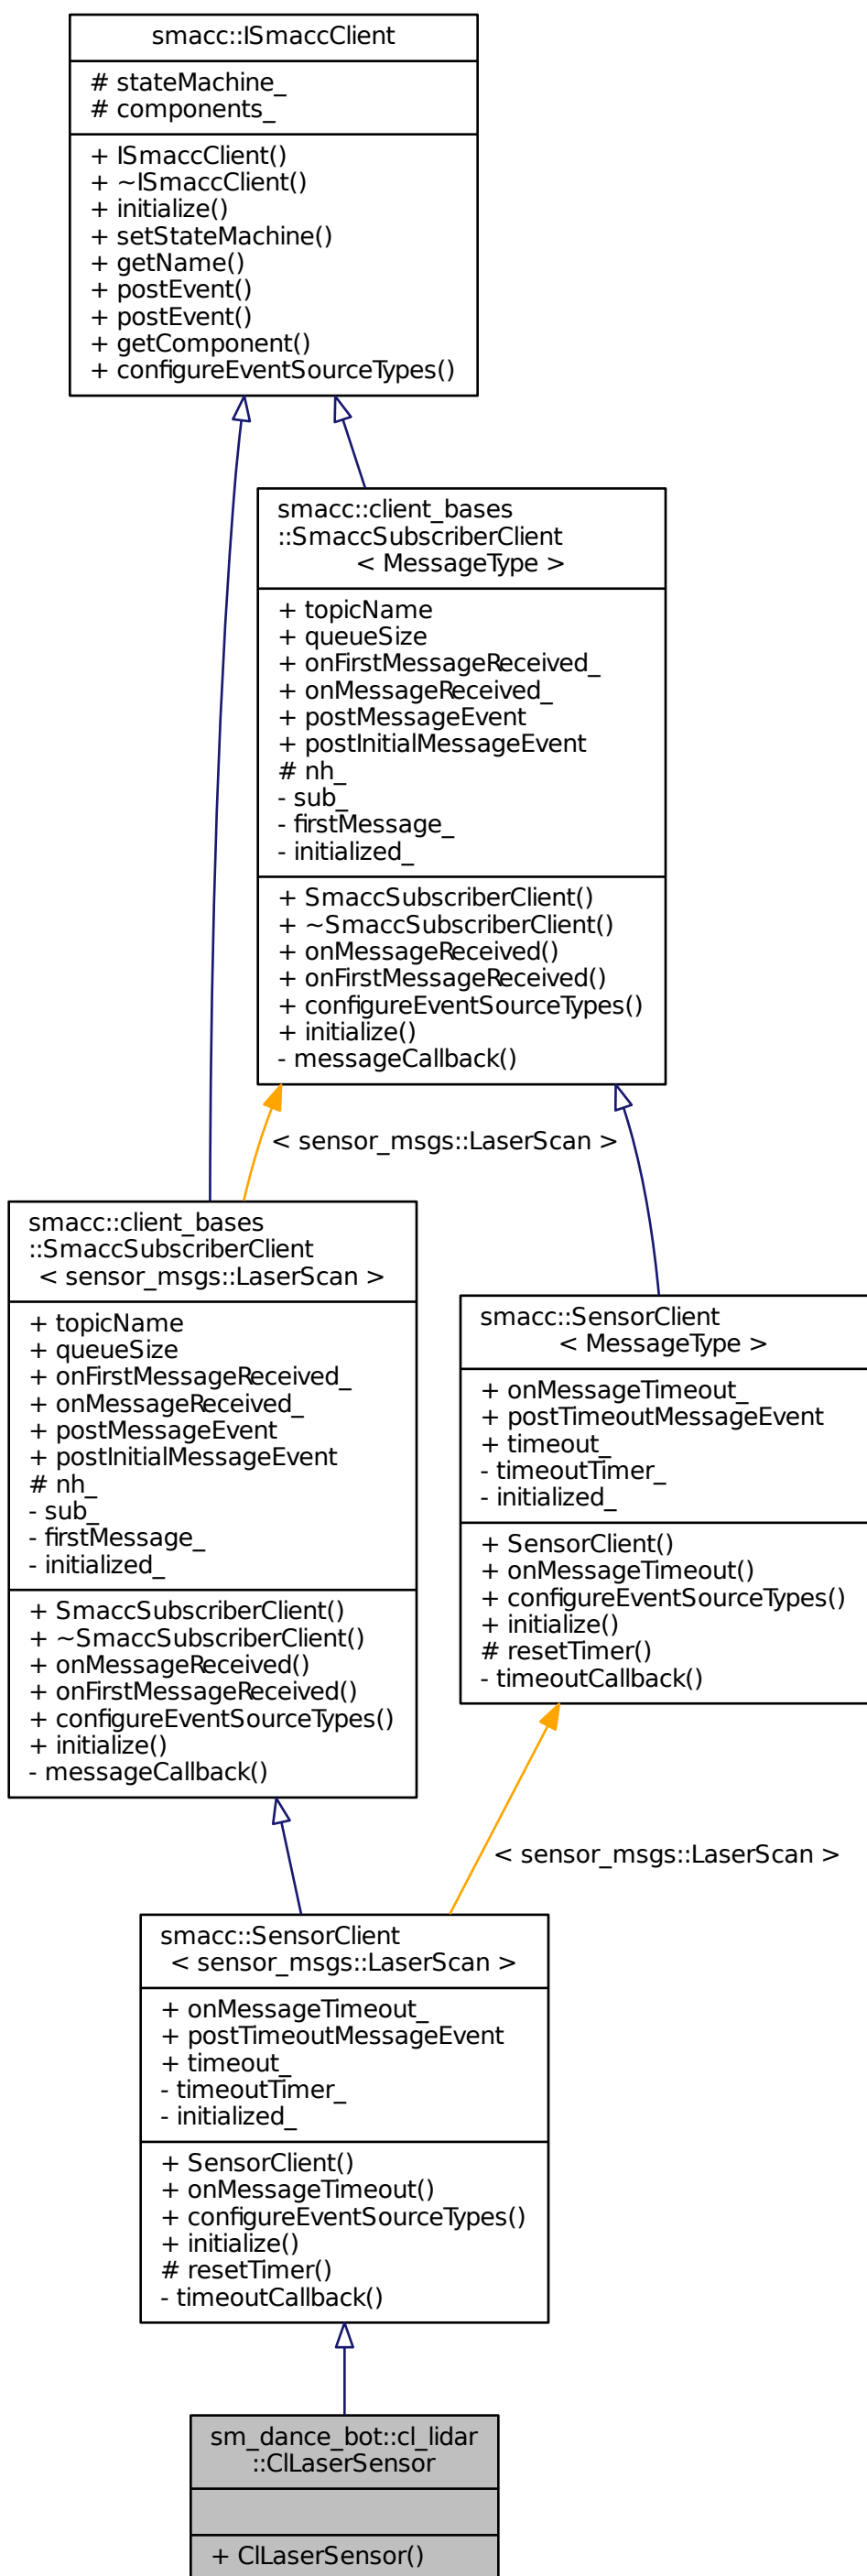 smacc::ISmaccClient
# stateMachine_
# components_
+ ISmaccClient()
+ ~ISmaccClient()
+ initialize()
+ setStateMachine()
+ getName()
+ postEvent()
+ postEvent()
+ getComponent()
+ configureEventSourceTypes()
smacc::client_bases
::SmaccSubscriberClient
< MessageType >
+ topicName
+ queueSize
+ onFirstMessageReceived_
+ onMessageReceived_
+ postMessageEvent
+ postInitialMessageEvent
# nh_
- sub_
- firstMessage_
- initialized_
+ SmaccSubscriberClient()
+ ~SmaccSubscriberClient()
+ onMessageReceived()
+ onFirstMessageReceived()
+ configureEventSourceTypes()
+ initialize()
- messageCallback()
< sensor_msgs::LaserScan >
smacc::client_bases
::SmaccSubscriberClient
< sensor_msgs::LaserScan >
+ topicName
+ queueSize
+ onFirstMessageReceived_
+ onMessageReceived_
+ postMessageEvent
+ postInitialMessageEvent
# nh_
- sub_
- firstMessage_
- initialized_
+ SmaccSubscriberClient()
+ ~SmaccSubscriberClient()
+ onMessageReceived()
+ onFirstMessageReceived()
+ configureEventSourceTypes()
+ initialize()
- messageCallback()
smacc::SensorClient
< MessageType >
+ onMessageTimeout_
+ postTimeoutMessageEvent
+ timeout_
- timeoutTimer_
- initialized_
+ SensorClient()
+ onMessageTimeout()
+ configureEventSourceTypes()
+ initialize()
# resetTimer()
- timeoutCallback()
< sensor_msgs::LaserScan >
smacc::SensorClient
< sensor_msgs::LaserScan >
+ onMessageTimeout_
+ postTimeoutMessageEvent
+ timeout_
- timeoutTimer_
- initialized_
+ SensorClient()
+ onMessageTimeout()
+ configureEventSourceTypes()
+ initialize()
# resetTimer()
- timeoutCallback()
sm_dance_bot::cl_lidar
::ClLaserSensor
+ ClLaserSensor()